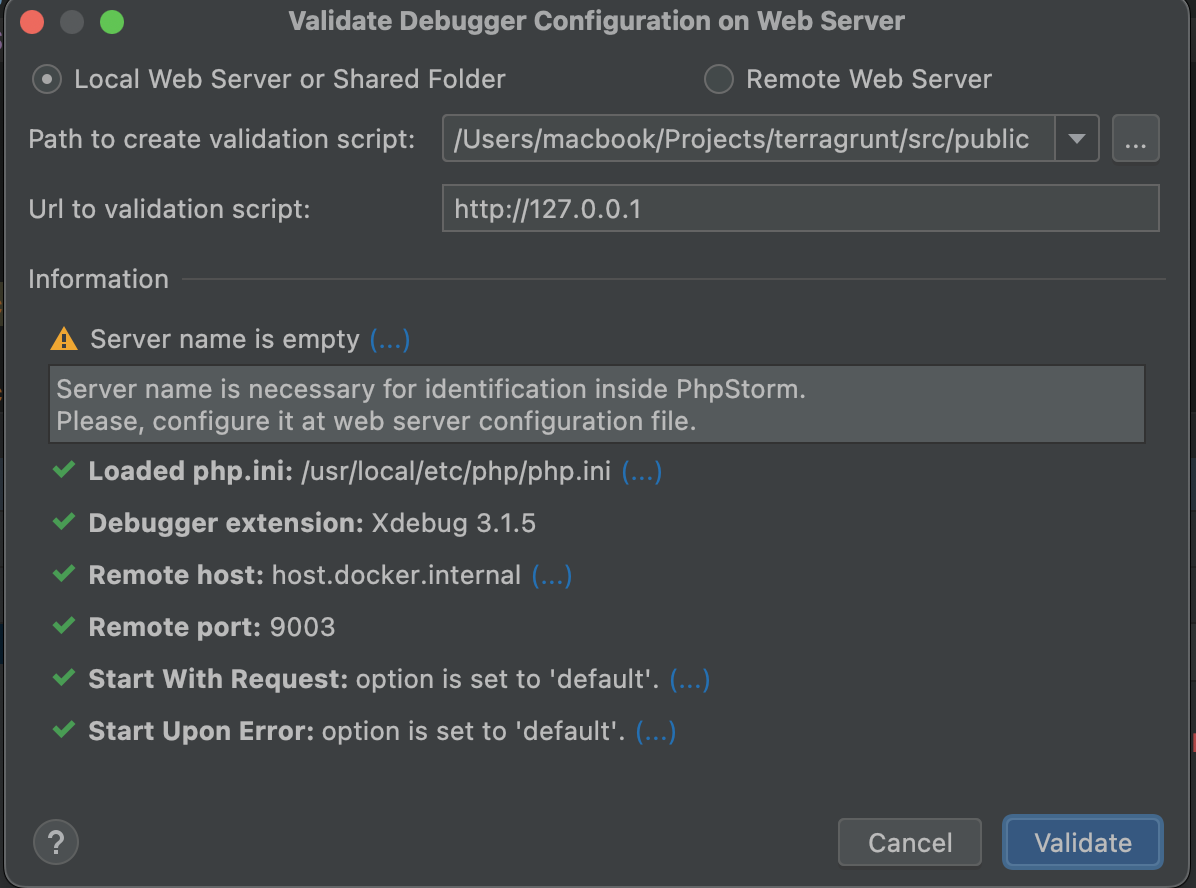 Validate Debugger Configuration on Web Server
Local Web Server or Shared Folder Remote Web Server
Path to create validation script: /Users/macbook/Projects/terragrunt/src/public ...
Url to validation script: http://127.0.0.1
Information
Server name is empty (...)
Server name is necessary for identification inside PhpStorm.
Please, configure it at web server configuration file.
Loaded php.ini: /usr/local/etc/php/php.ini (...)
Debugger extension: Xdebug 3.1.5
Remote host: host.docker.internal (...)
Remote port: 9003
Start With Request: option is set to 'default'. (...)
Start Upon Error: option is set to 'default'. (...)
? Cancel Validate